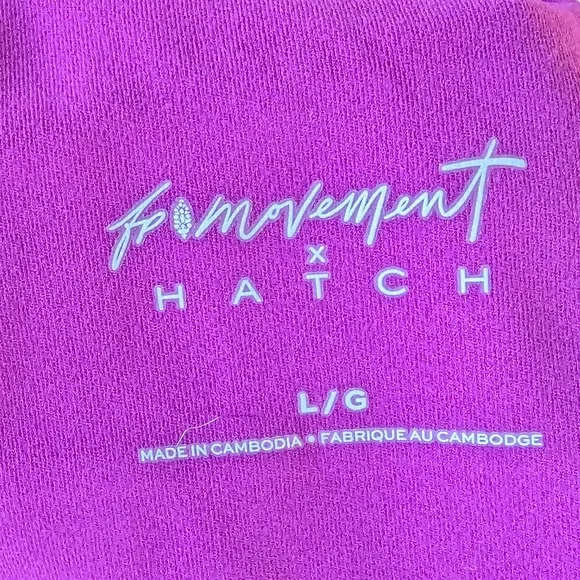 fp movement
x
HATCH
L/G
MADE IN CAMBODIA • FABRIQUE AU CAMBODGE